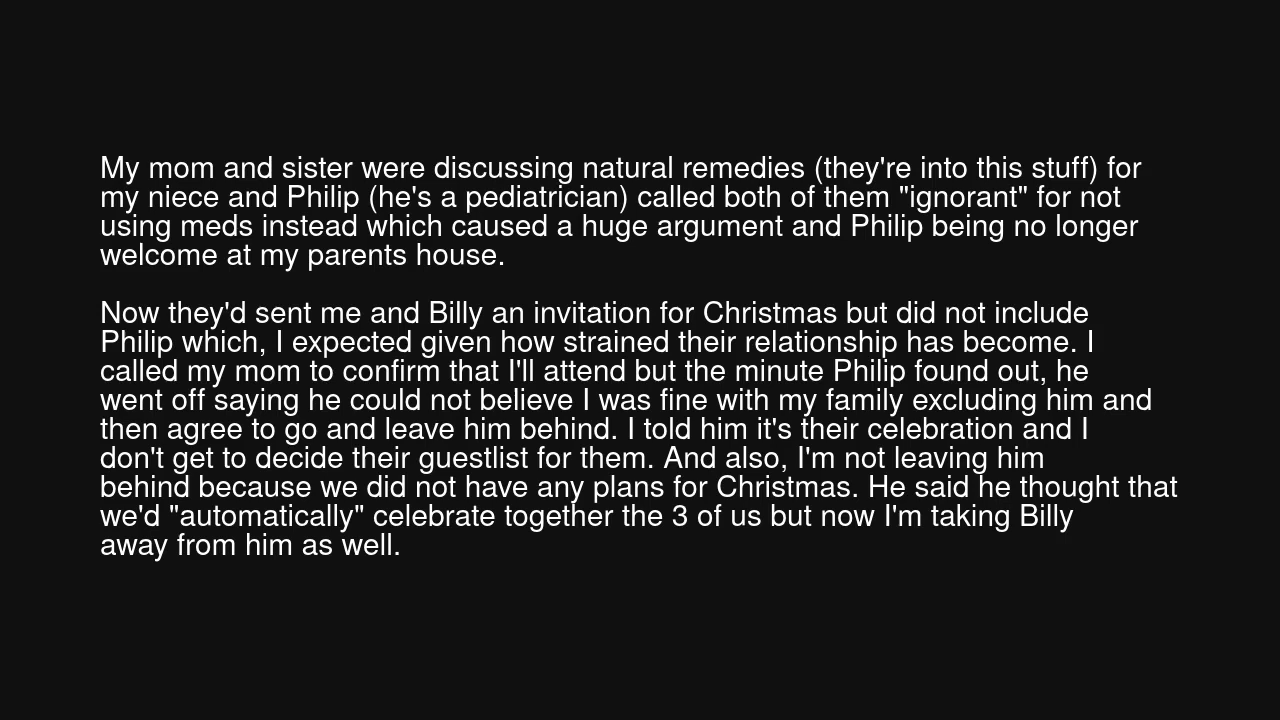 My mom and sister were discussing natural remedies (they're into this stuff) for
my niece and Philip (he's a pediatrician) called both of them "ignorant" for not
using meds instead which caused a huge argument and Philip being no longer
welcome at my parents house.
Now they'd sent me and Billy an invitation for Christmas but did not include
Philip which, I expected given how strained their relationship has become. I
called my mom to confirm that I'll attend but the minute Philip found out, he
went off saying he could not believe I was fine with my family excluding him and
then agree to go and leave him behind. I told him it's their celebration and I
don't get to decide their guestlist for them. And also, I'm not leaving him
behind because we did not have any plans for Christmas. He said he thought that
we'd "automatically" celebrate together the 3 of us but now I'm taking Billy
away from him as well.